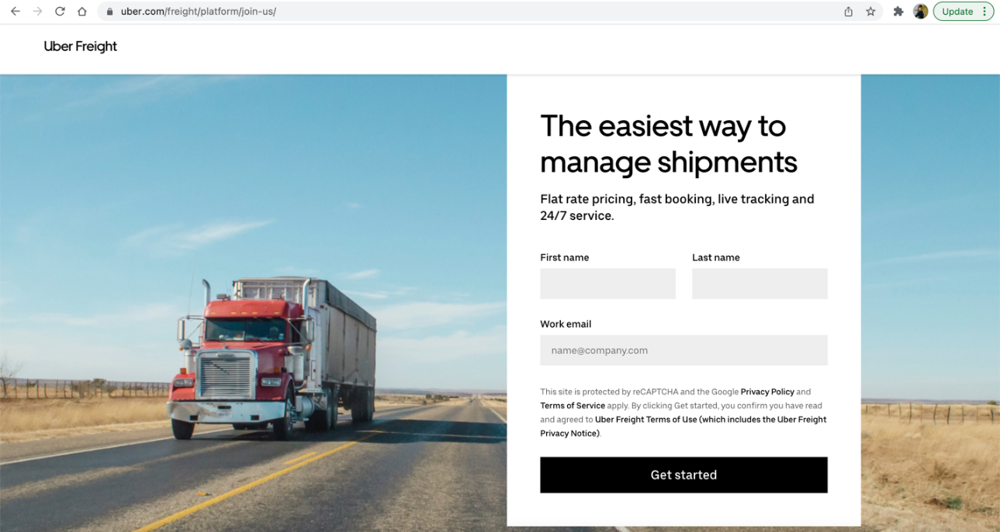 uber.com/freight/platform/join-us/
Update
Uber Freight
The easiest way to
manage shipments
Flat rate pricing, fast booking, live tracking and
24/7 service.
First name
Last name
Work email
name@company.com
This site is protected by reCAPTCHA and the Google Privacy Policy and
Terms of Service apply. By clicking Get started, you confirm you have read
and agreed to Uber Freight Terms of Use (which includes the Uber Freight
Privacy Notice).
Get started